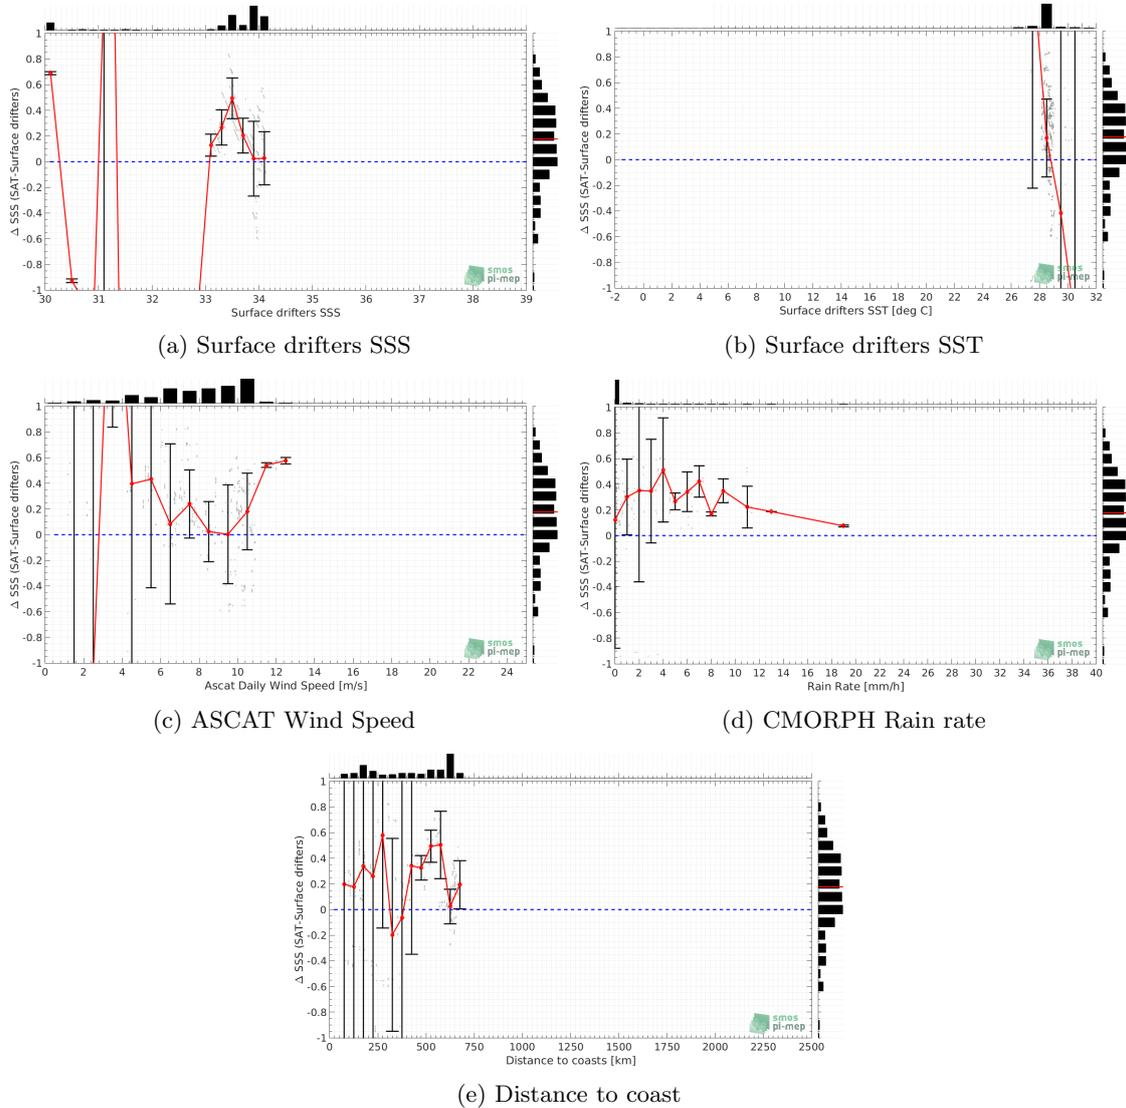 1
0.8
0.6
0.4
0.2
0
-0.2
-0.4
-0.6
-0.8
-1
Δ SSS (SAT-Surface drifters)
smos
pi-mep
30 31 32 33 34 35 36 37 38 39
Surface drifters SSS
(a) Surface drifters SSS
1
0.8
0.6
0.4
0.2
0
-0.2
-0.4
-0.6
-0.8
-1
Δ SSS (SAT-Surface drifters)
smos
pi-mep
-2 0 2 4 6 8 10 12 14 16 18 20 22 24 26 28 30 32
Surface drifters SST [deg C]
(b) Surface drifters SST
1
0.8
0.6
0.4
0.2
0
-0.2
-0.4
-0.6
-0.8
-1
Δ SSS (SAT-Surface drifters)
smos
pi-mep
0 2 4 6 8 10 12 14 16 18 20 22 24
Ascat Daily Wind Speed [m/s]
(c) ASCAT Wind Speed
1
0.8
0.6
0.4
0.2
0
-0.2
-0.4
-0.6
-0.8
-1
Δ SSS (SAT-Surface drifters)
smos
pi-mep
0 2 4 6 8 10 12 14 16 18 20 22 24 26 28 30 32 34 36 38 40
Rain Rate [mm/h]
(d) CMORPH Rain rate
1
0.8
0.6
0.4
0.2
0
-0.2
-0.4
-0.6
-0.8
-1
Δ SSS (SAT-Surface drifters)
smos
pi-mep
0 250 500 750 1000 1250 1500 1750 2000 2250 2500
Distance to coasts [km]
(e) Distance to coast